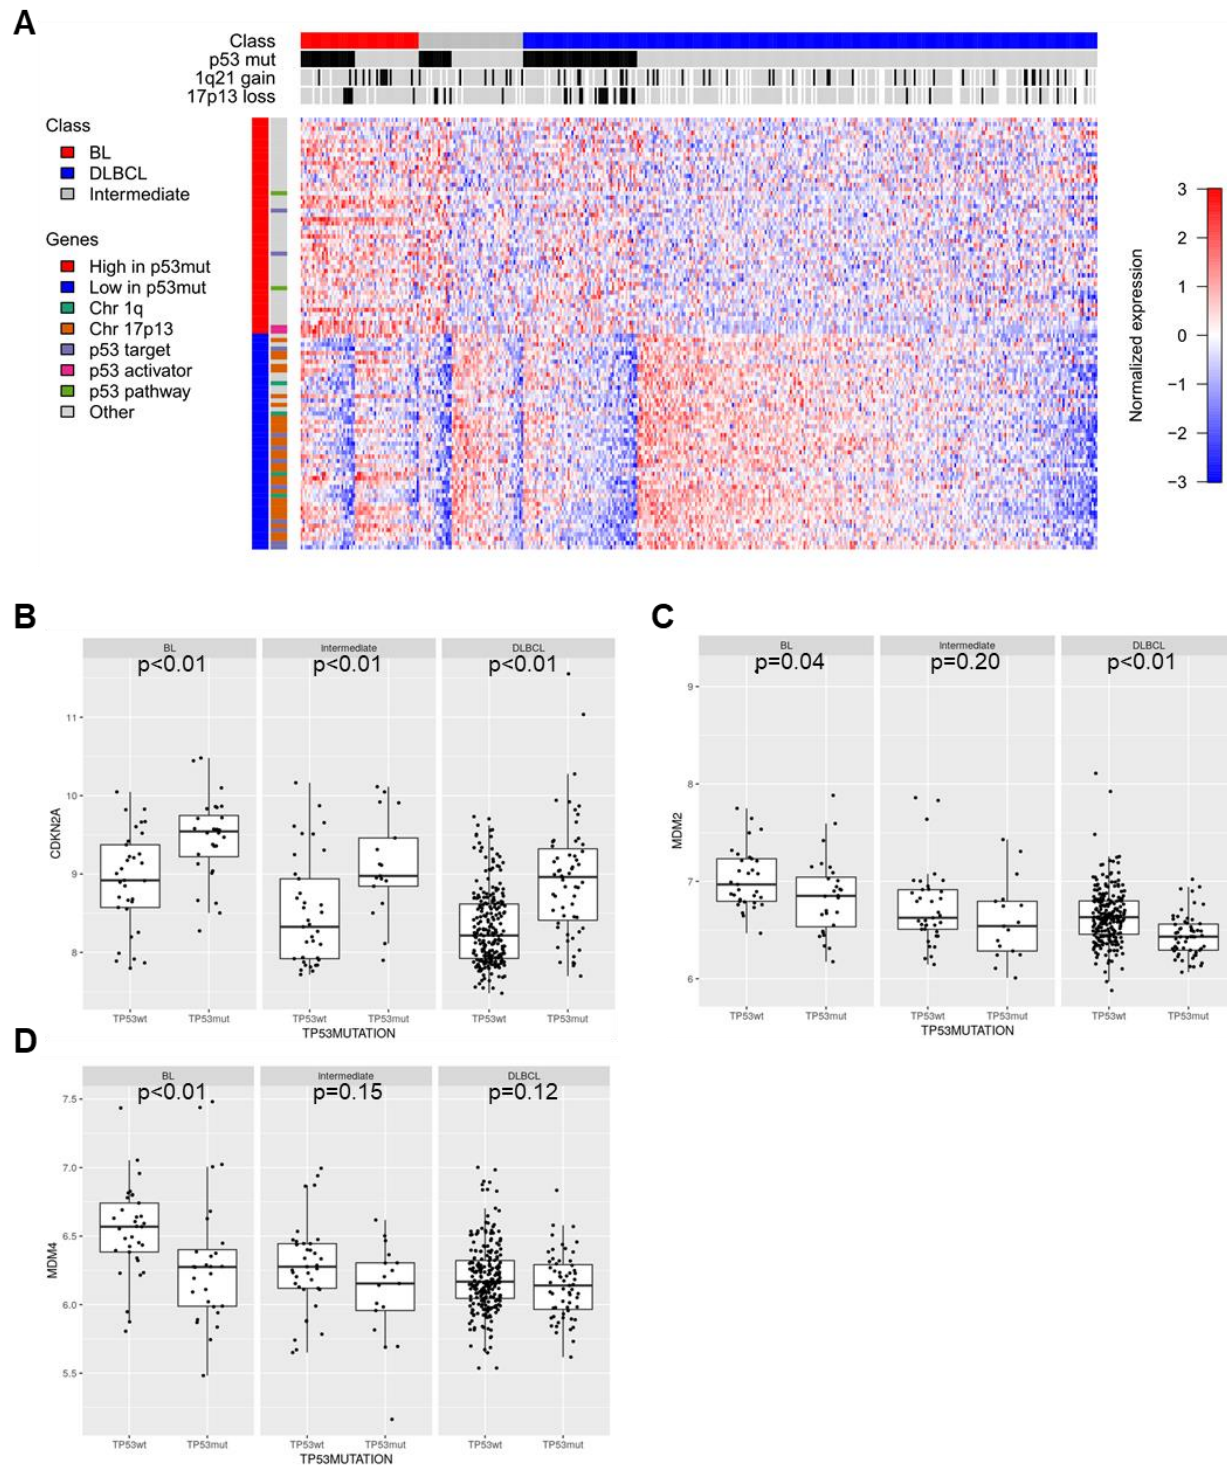 A
Class
p53 mut
1q21 gain
17p13 loss
Class
BL
DLBCL
Intermediate
Genes
High in p53mut
Low in p53mut
Chr 1q
Chr 17p13
p53 target
p53 activator
p53 pathway
Other
Normalized expression
3
2
1
0
−1
−2
−3
B
BL Intermediate DLBCL
p<0.01 p<0.01 p<0.01
CDKN2A
11
10
9
8
TP53wt TP53mut TP53wt TP53mut TP53wt TP53mut
TP53MUTATION
C
BL Intermediate DLBCL
p=0.04 p=0.20 p<0.01
MDM2
9
8
7
6
TP53wt TP53mut TP53wt TP53mut TP53wt TP53mut
TP53MUTATION
D
BL Intermediate DLBCL
p<0.01 p=0.15 p=0.12
MDM4
7.5
7.0
6.5
6.0
5.5
TP53wt TP53mut TP53wt TP53mut TP53wt TP53mut
TP53MUTATION